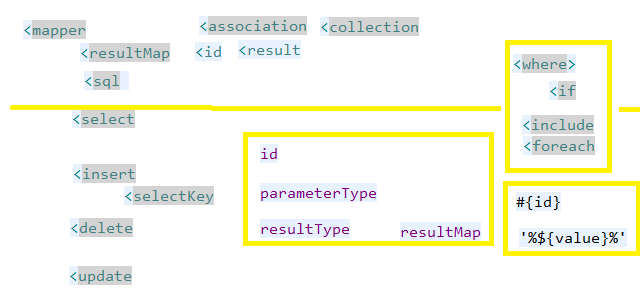 <mapper <association <collection
<resultMap <id <result
<sql
<where>
<if
<select
<include
<foreach
id
<insert
<selectKey
parameterType
#{id}
<delete
resultType resultMap
'%${value}%'
<update